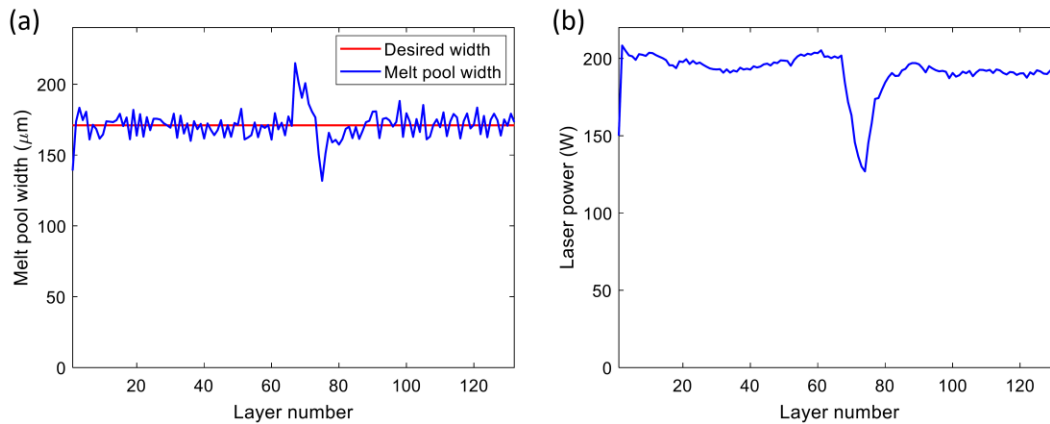 (a)
Desired width
Melt pool width
Melt pool width (μm)
200
150
100
50
0
20 40 60 80 100 120
Layer number
(b)
Laser power (W)
200
150
100
50
0
20 40 60 80 100 120
Layer number